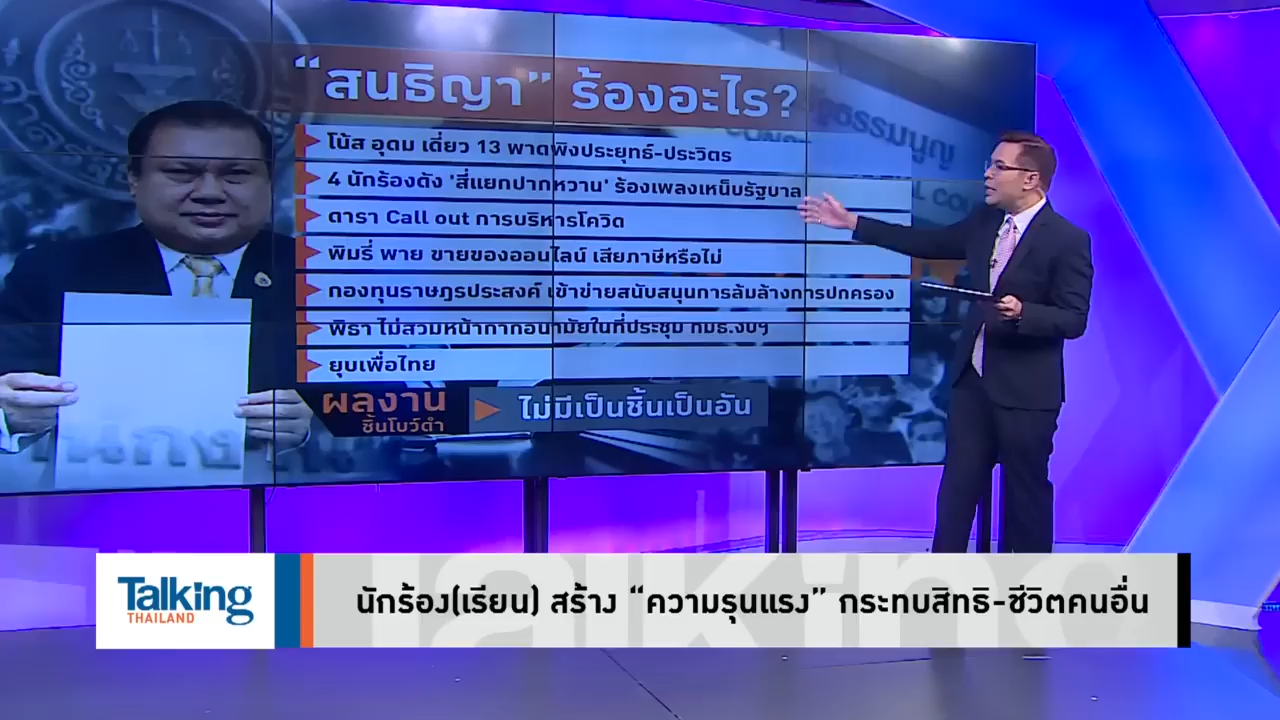 “สนธิญา” ร้องอะไร?
โน้ส อุดม เดี่ยว 13 พาดพิงประยุทธ์-ประวิตร
4 นักร้องดัง 'สี่แยกปากหวาน' ร้องเพลงเหน็บรัฐบาล
ดารา Call out การบริหารโควิด
พิมรี่ พาย ขายของออนไลน์ เสียภาษีหรือไม่
กองทุนราษฎรประสงค์ เข้าข่ายสนับสนุนการล้มล้างการปกครอง
พิธา ไม่สวมหน้ากากอนามัยในที่ประชุม กมธ.งบฯ
ยุบเพื่อไทย
ผลงาน
ชิ้นโบว์ดำ
ไม่มีเป็นชิ้นเป็นอัน
Talking
THAILAND
นักร้อง(เรียน) สร้าง “ความรุนแรง” กระทบสิทธิ-ชีวิตคนอื่น